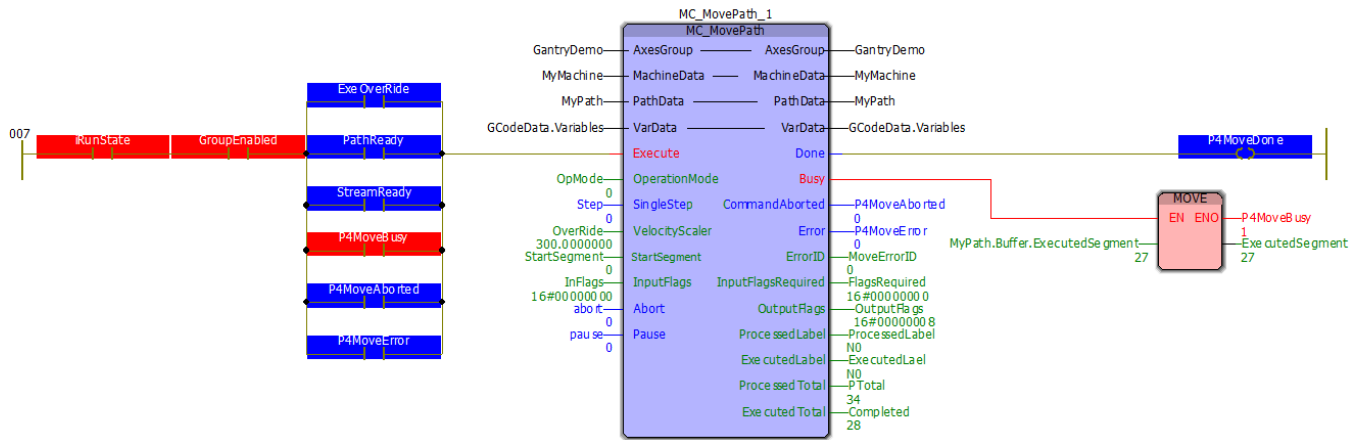 MC_MovePath_1
MC_MovePath
GantryDemo AxesGroup AxesGroup GantryDemo
MyMachine MachineData MachineData MyMachine
ExeOverRide
MyPath PathData PathData MyPath
GCodeData.Variables VarData VarData GCodeData.Variables
007
iRunState GroupEnabled PathReady
Execute Done P4MoveDone
OpMode OperationMode Busy
0
StreamReady
Step SingleStep CommandAborted P4MoveAborted
0 0
MOVE
EN ENO P4MoveBusy
1
OverRide VelocityScaler Error P4MoveError
300.0000000 0
P4MoveBusy
MyPath.Buffer.ExecutedSegment ExecutedSegment
27 27
StartSegment StartSegment ErrorID MoveErrorID
0 0
InFlags InputFlags InputFlagsRequired FlagsRequired
16#00000000 16#00000000
P4MoveAborted
abort Abort OutputFlags OutputFlags
0 16#00000008
pause Pause ProcessedLabel ProcessedLabel
0 N0
P4MoveError
ExecutedLabel ExecutedLael
N0
Processed Total PTotal
34
Executed Total Completed
28